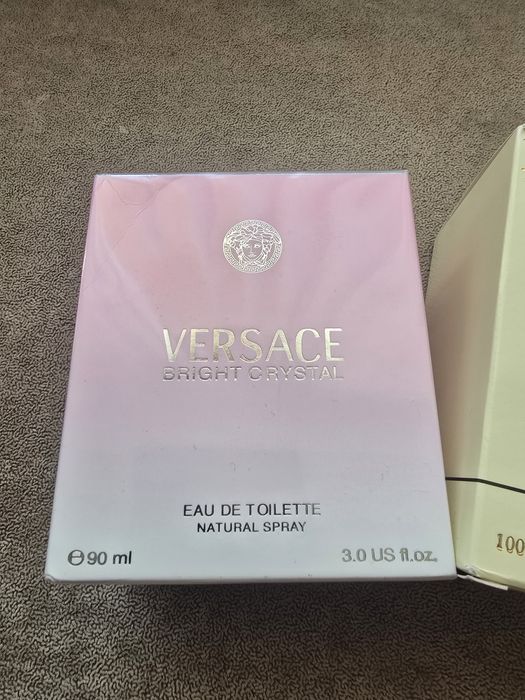 VERSACE
BRIGHT CRYSTAL
EAU DE TOILETTE
NATURAL SPRAY
℮90 ml
3.0 US fl.oz.
100